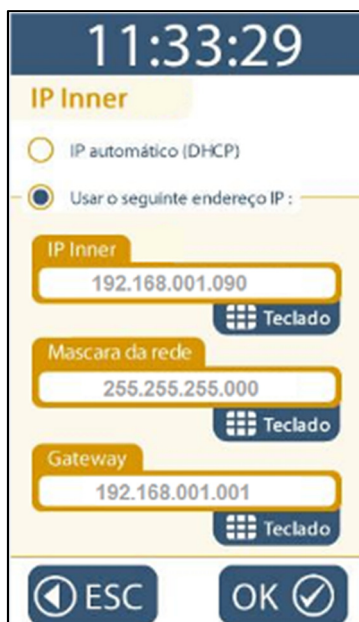 11:33:29
IP Inner
IP automático (DHCP)
Usar o seguinte endereço IP :
IP Inner
192.168.001.090
Teclado
Mascara da rede
255.255.255.000
Teclado
Gateway
192.168.001.001
Teclado
ESC OK